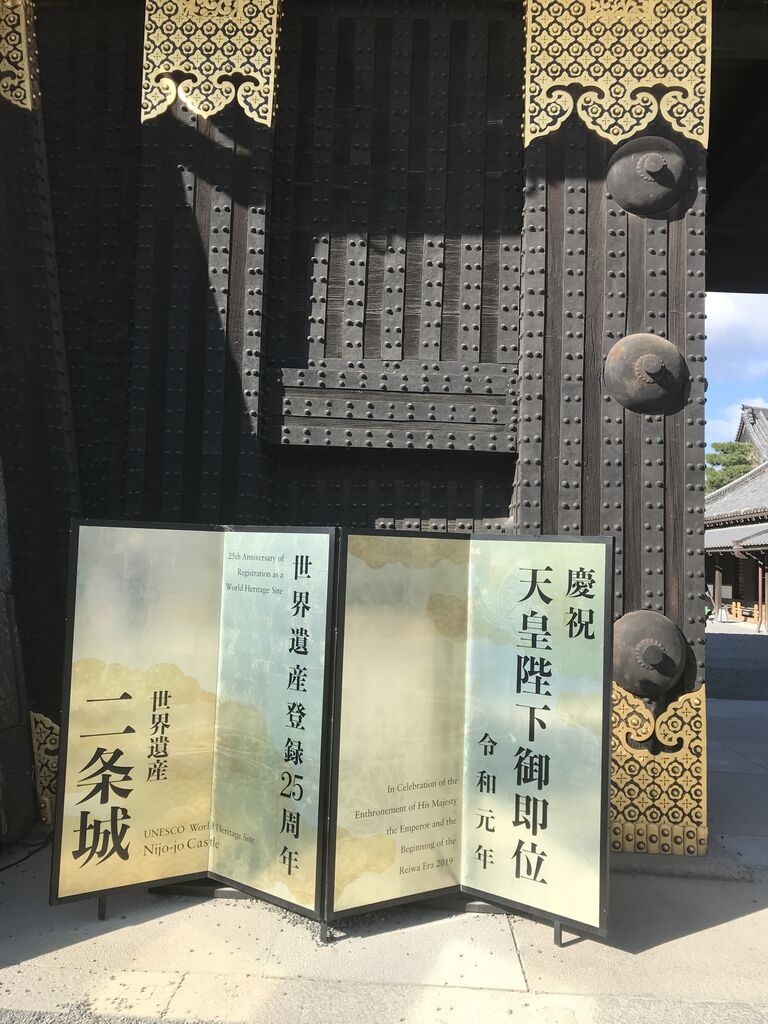 慶祝
天皇陛下御即位
令和元年
In Celebration of the
Enthronement of His Majesty
the Emperor and the
Beginning of the
Reiwa Era 2019
世界遺産登録25周年
25th Anniversary of
Registration as a
World Heritage Site
世界遺産
二条城
UNESCO World Heritage Site
Nijo-jo Castle